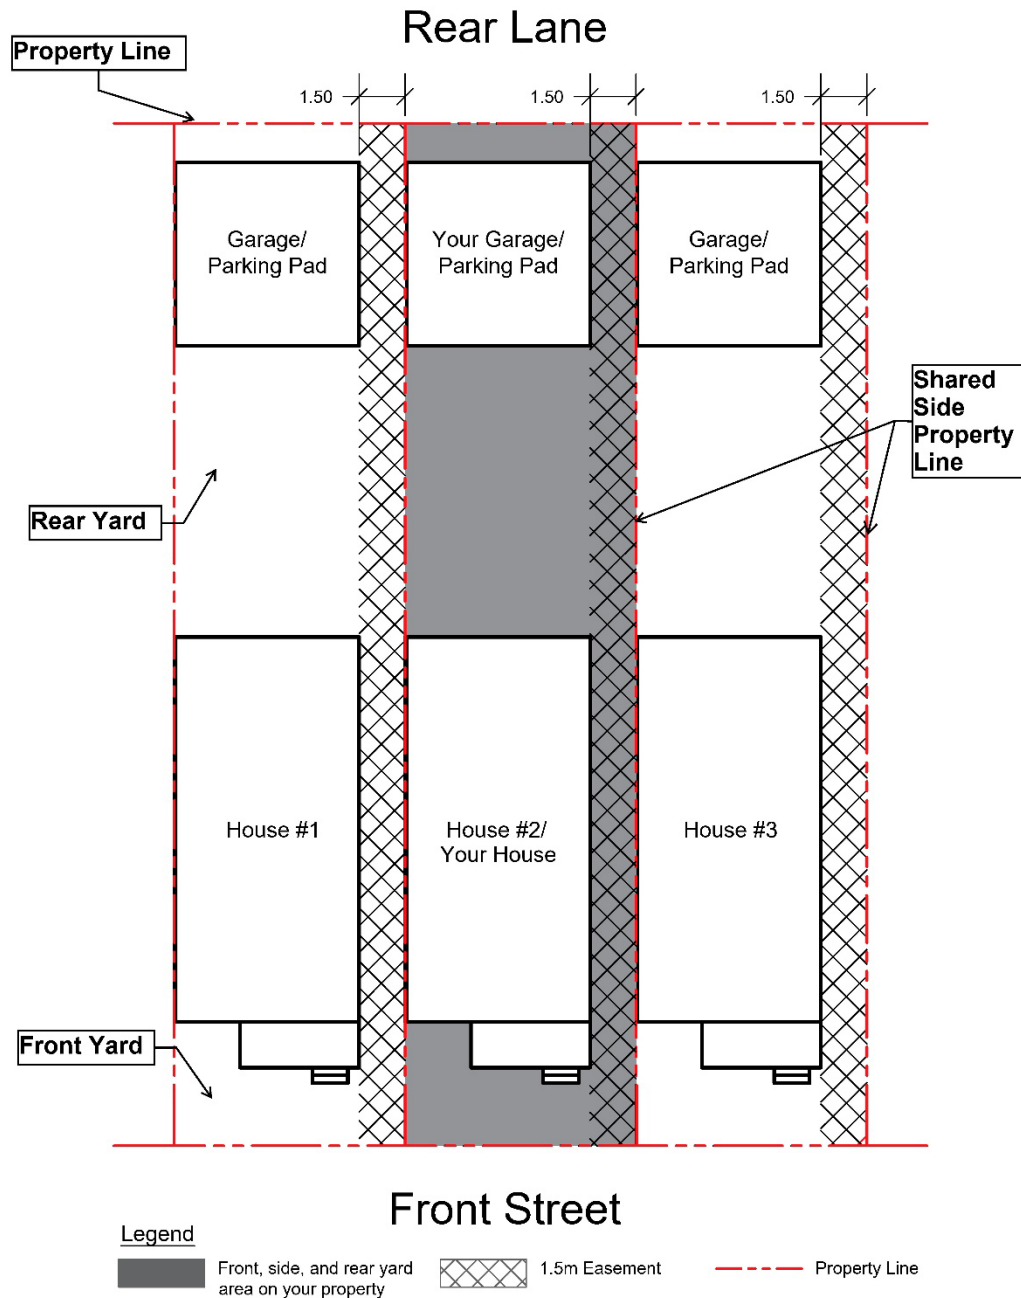 Rear Lane
Property Line
1.50
1.50
1.50
Garage/
Parking Pad
Your Garage/
Parking Pad
Garage/
Parking Pad
Shared
Side
Property
Line
Rear Yard
House #1
House #2/
Your House
House #3
Front Yard
Front Street
Legend
Front, side, and rear yard
area on your property
1.5m Easement
Property Line